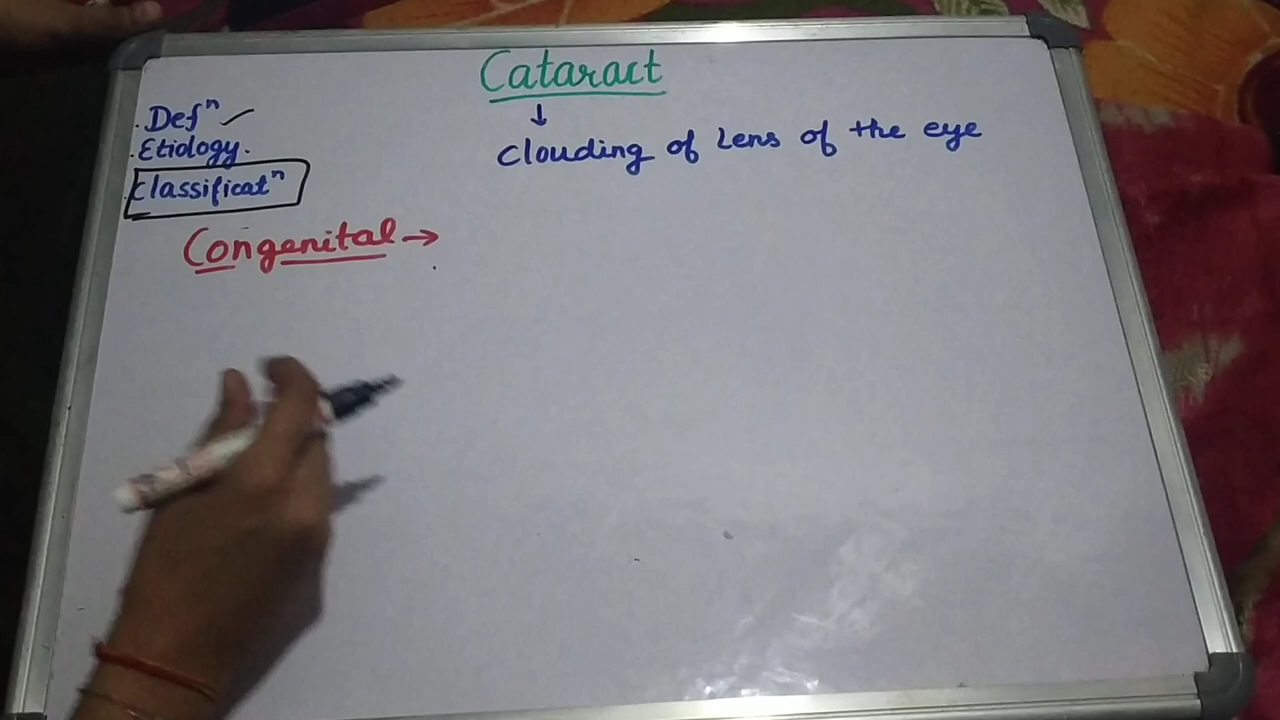 Cataract
↓
clouding of Lens of the eye
. Defⁿ ✓
. Etiology.
. Classificatⁿ
Congenital →